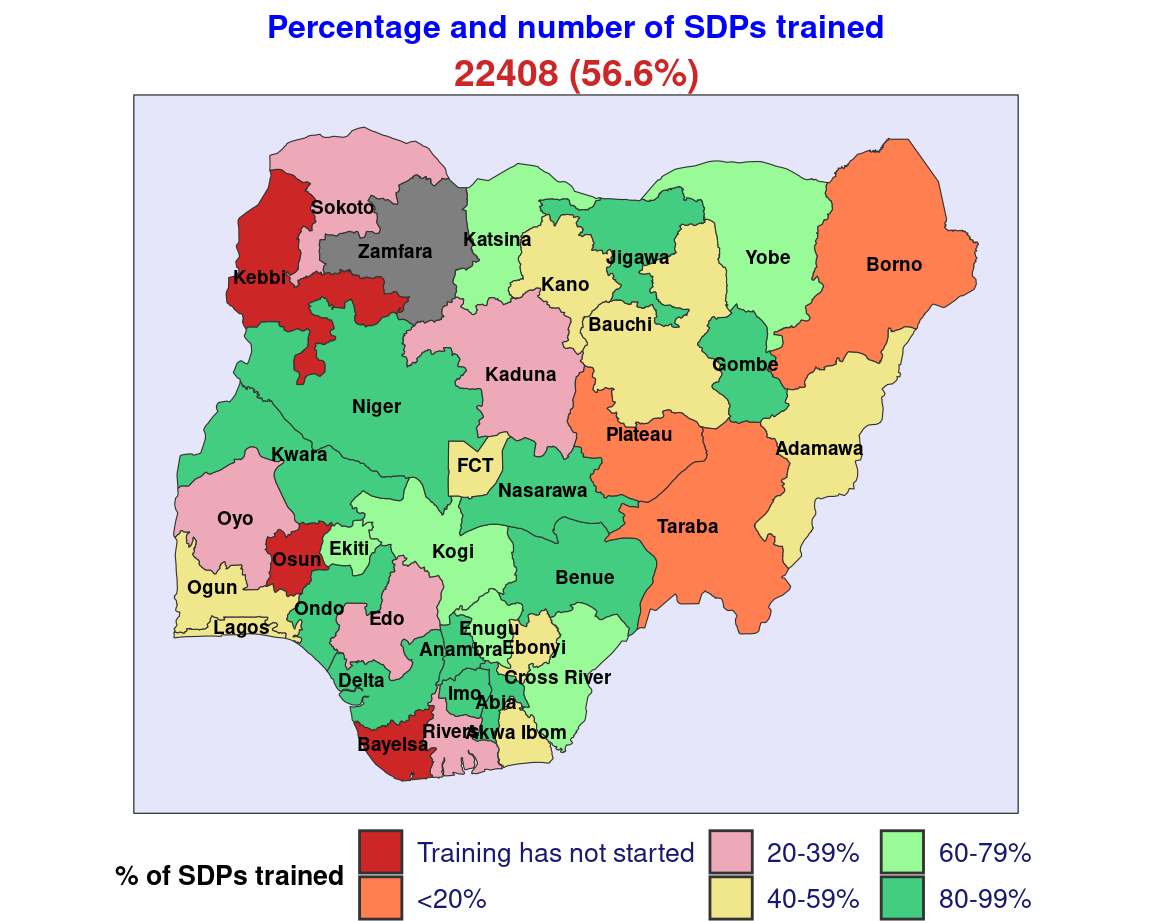 Percentage and number of SDPs trained
22408 (56.6%)
Sokoto
Katsina
Zamfara
Jigawa
Yobe
Borno
Kebbi
Kano
Bauchi
Gombe
Kaduna
Niger
Plateau
Adamawa
Kwara
FCT
Nasarawa
Oyo
Taraba
Ekiti
Kogi
Osun
Benue
Ogun
Ondo
Edo
Lagos
Enugu
Anambra
Ebonyi
Delta
Cross River
Imo
Abia
Rivers
Akwa Ibom
Bayelsa
% of SDPs trained
Training has not started
<20%
20-39%
40-59%
60-79%
80-99%